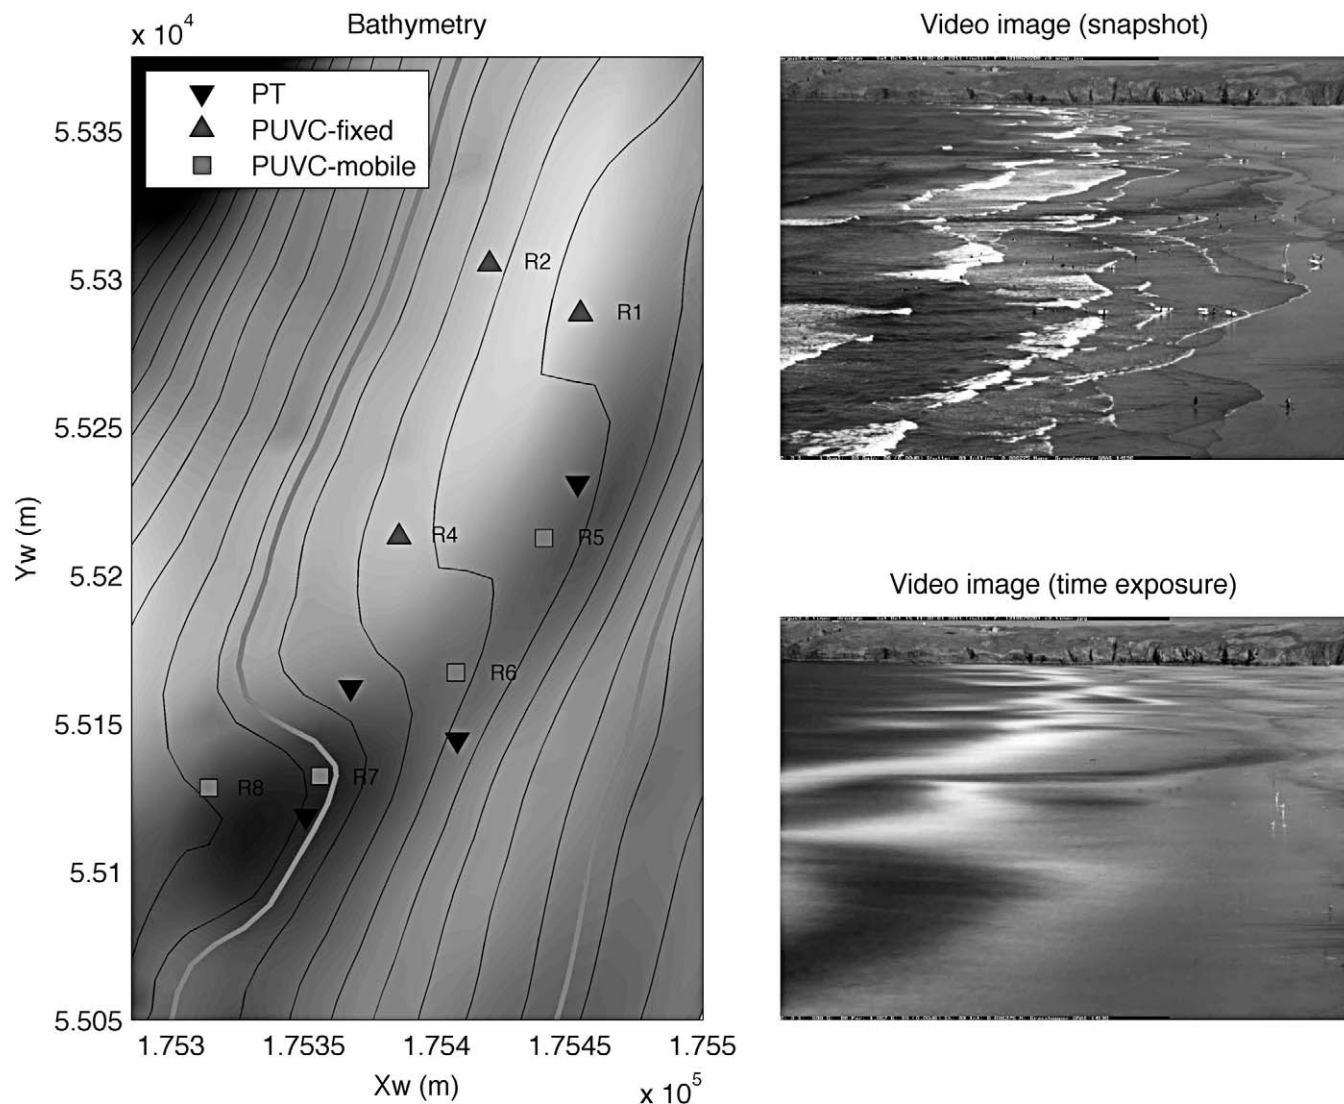 Bathymetry
x 10^4
PT
PUVC-fixed
PUVC-mobile
5.535
5.53
5.525
5.52
5.515
5.51
5.505
Yw (m)
R2
R1
R4
R5
R6
R7
R8
1.753
1.7535
1.754
1.7545
1.755
Xw (m)
x 10^5
Video image (snapshot)
Video image (time exposure)